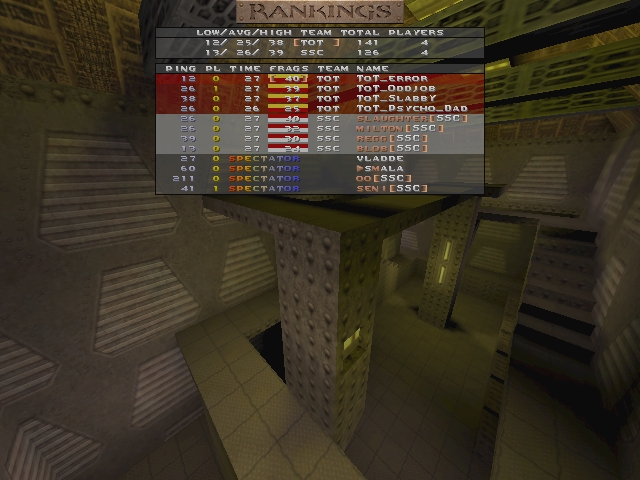 RANKINGS
LOW/AVG/HIGH TEAM TOTAL PLAYERS
12/ 25/ 38 [TOT ] 141 4
13/ 26/ 39 SSC 126 4
PING PL TIME FRAGS TEAM NAME
12 0 27 [ 40] TOT TOT_ERROR
26 1 27 39 TOT TOT_ODDJOB
38 0 27 37 TOT TOT_SLABBY
26 0 26 25 TOT TOT_PSYCHO_DAD
26 0 27 40 SSC SLAUGHTER[SSC]
26 0 27 32 SSC MILTON[SSC]
39 0 27 30 SSC REGG[SSC]
13 0 27 24 SSC BLOB[SSC]
27 0 SPECTATOR VLADDE
60 0 SPECTATOR SMALA
211 0 SPECTATOR OO[SSC]
41 1 SPECTATOR [SSC]